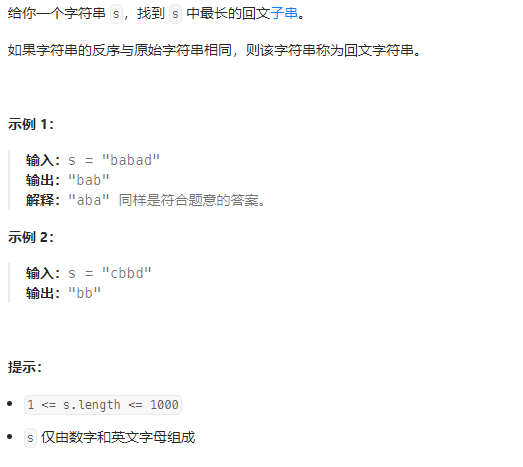 给你一个字符串 s，找到 s 中最长的回文子串。
如果字符串的反序与原始字符串相同，则该字符串称为回文字符串。
示例 1：
输入：s = "babad"
输出："bab"
解释："aba" 同样是符合题意的答案。
示例 2：
输入：s = "cbbd"
输出："bb"
提示：
• 1 <= s.length <= 1000
• s 仅由数字和英文字母组成